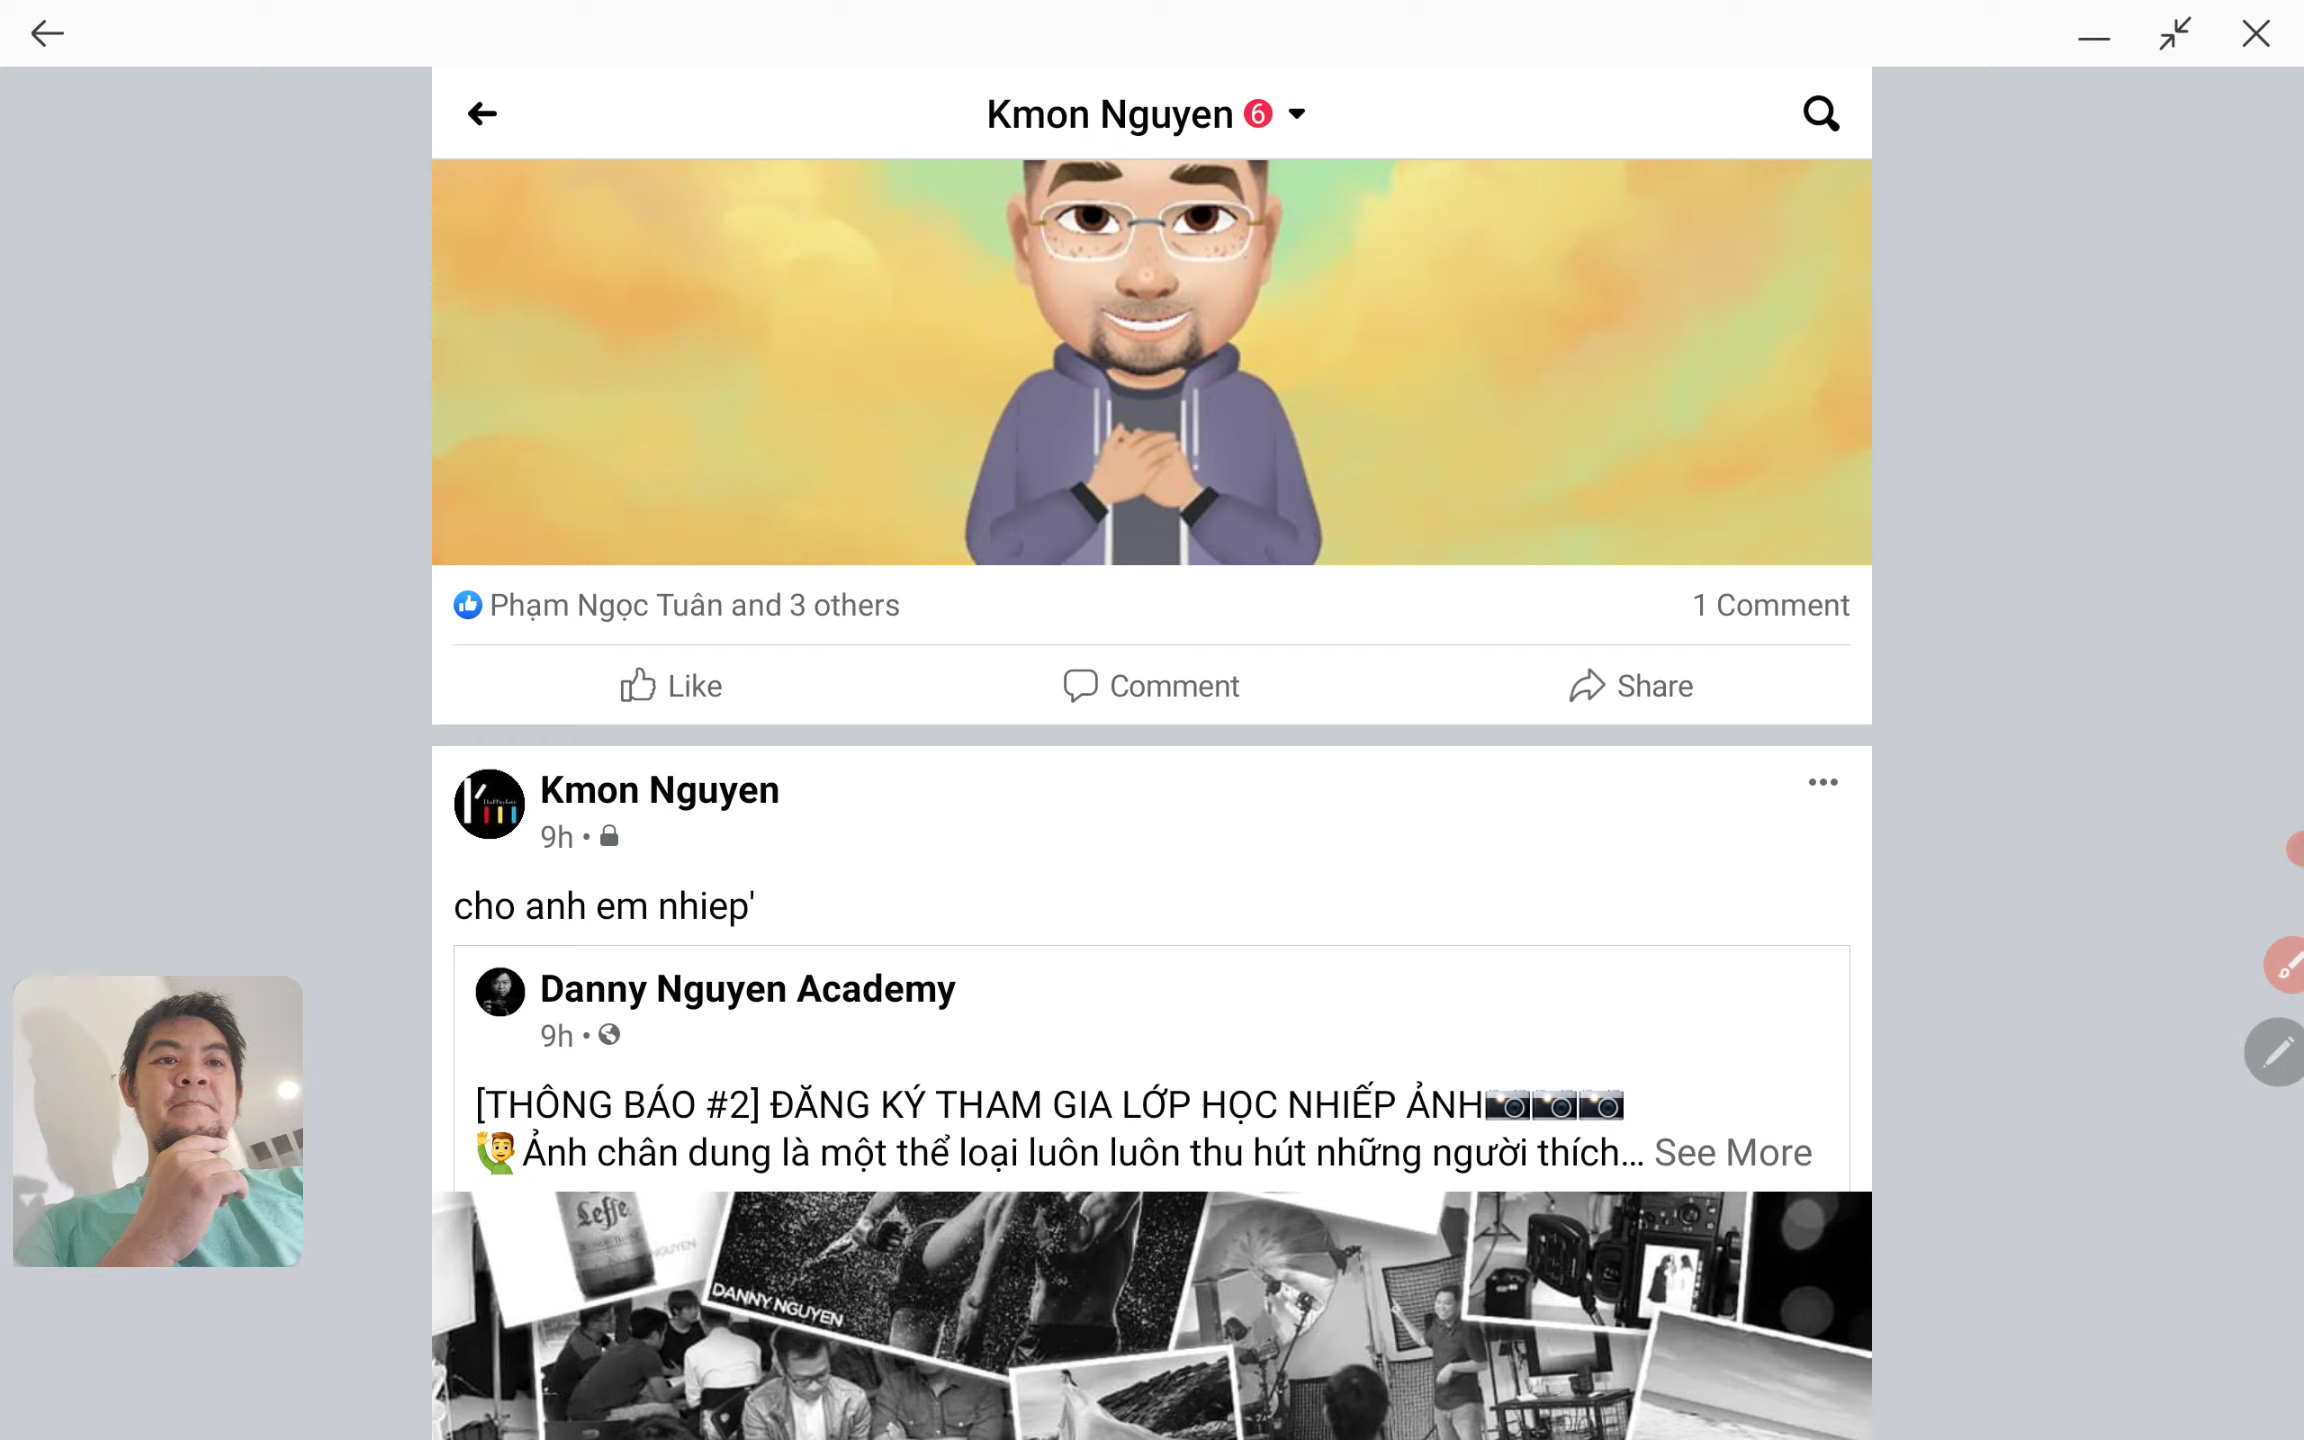 Kmon Nguyen 6
Phạm Ngọc Tuân and 3 others
1 Comment
Like
Comment
Share
Kmon Nguyen
9h
cho anh em nhiep'
Danny Nguyen Academy
9h
[THÔNG BÁO #2] ĐĂNG KÝ THAM GIA LỚP HỌC NHIẾP ẢNH📷📷📷
🙋‍♂️Ảnh chân dung là một thể loại luôn luôn thu hút những người thích... See More
Leffe
NGUYEN
DANNY NGUYEN